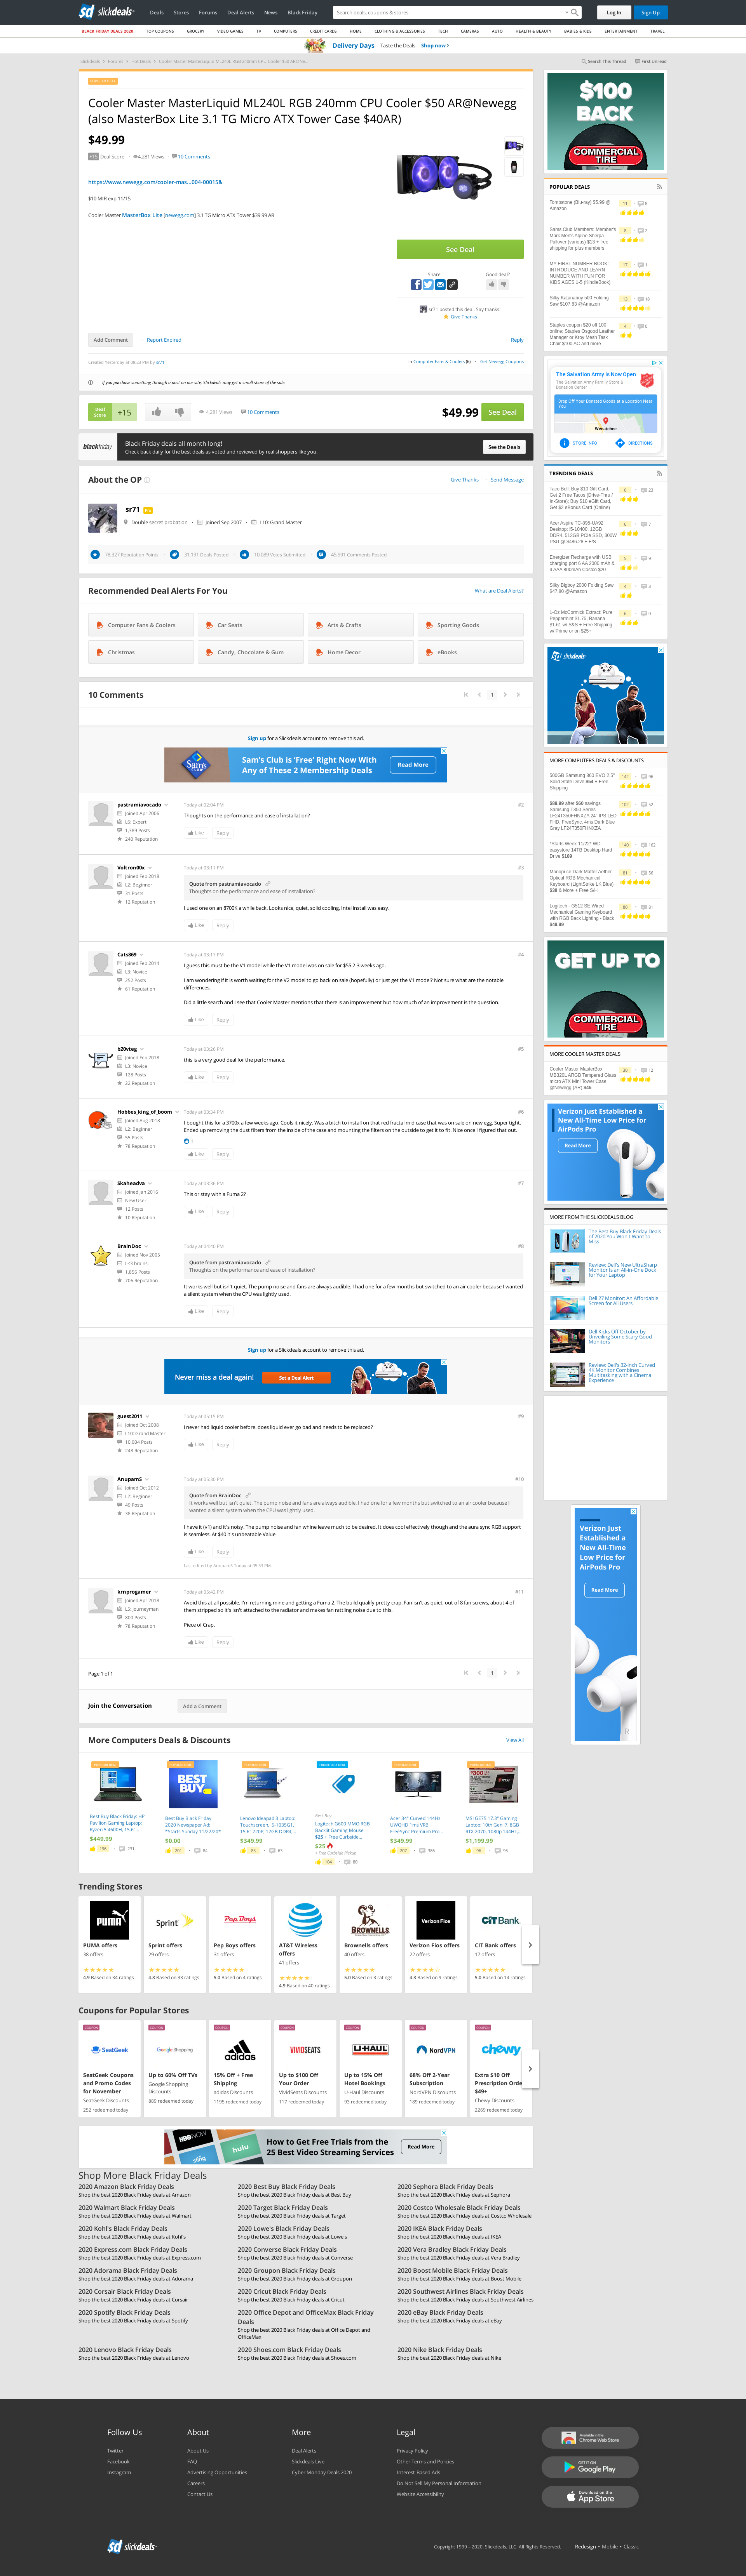 slickdeals
Deals Stores Forums Deal Alerts News Black Friday
Search deals, coupons & stores
Log In Sign Up
BLACK FRIDAY DEALS 2020 TOP COUPONS GROCERY VIDEO GAMES TV COMPUTERS CREDIT CARDS HOME CLOTHING & ACCESSORIES TECH CAMERAS AUTO HEALTH & BEAUTY BABIES & KIDS ENTERTAINMENT TRAVEL
Delivery Days Taste the Deals Shop now
Search This Thread First Unread
Cooler Master MasterLiquid ML240L RGB 240mm CPU Cooler $50 AR@Newegg
(also MasterBox Lite 3.1 TG Micro ATX Tower Case $40AR)
$49.99
Deal Score 4,281 Views 10 Comments
https://www.newegg.com/cooler-mas...004-00015&
$10 MIR exp 11/15
Cooler Master MasterBox Lite [newegg.com] 3.1 TG Micro ATX Tower $39.99 AR
See Deal
Share Good deal?
sr71 posted this deal. Say thanks!
Give Thanks
Add Comment Report Expired Reply
Created Yesterday at 08:23 PM by sr71
in Computer Fans & Coolers (6) Get Newegg Coupons
If you purchase something through a post on our site, Slickdeals may get a small share of the sale.
Deal Score +15 4,281 Views 10 Comments $49.99 See Deal
blackfriday
Black Friday deals all month long!
Check back daily for the best deals as voted and reviewed by real shoppers like you.
See the Deals
About the OP Give Thanks Send Message
sr71
Double secret probation Joined Sep 2007 L10: Grand Master
78,327 Reputation Points 31,191 Deals Posted 10,089 Votes Submitted 45,991 Comments Posted
Recommended Deal Alerts For You What are Deal Alerts?
Computer Fans & Coolers Car Seats Arts & Crafts Sporting Goods
Christmas Candy, Chocolate & Gum Home Decor eBooks
10 Comments 1
Sign up for a Slickdeals account to remove this ad.
Sam's Club
Sam's Club is 'Free' Right Now With
Any of These 2 Membership Deals
Read More
pastramiavocado Today at 02:04 PM #2
Joined Apr 2006
L6: Expert
1,389 Posts
245 Reputation
Thoughts on the performance and ease of installation?
Like Reply
Voltron00x Today at 03:11 PM #3
Joined Feb 2018
L2: Beginner
31 Posts
12 Reputation
Quote from pastramiavocado
Thoughts on the performance and ease of installation?
I used one on an 8700K a while back. Looks nice, quiet, solid cooling, Intel install was easy.
Like Reply
Cats869 Today at 03:17 PM #4
Joined Feb 2014
L3: Novice
252 Posts
61 Reputation
I guess this must be the V1 model while the V1 model was on sale for $55 2-3 weeks ago.
I am wondering if it is worth waiting for the V2 model to go back on sale (hopefully) or just get the V1 model? Not sure what are the notable differences.
Did a little search and I see that Cooler Master mentions that there is an improvement but how much of an improvement is the question.
Like Reply
b20vteg Today at 03:26 PM #5
Joined Feb 2018
L3: Novice
128 Posts
22 Reputation
this is a very good deal for the performance.
Like Reply
Hobbes_king_of_boom Today at 03:34 PM #6
Joined Aug 2018
L2: Beginner
55 Posts
78 Reputation
I bought this for a 3700x a few weeks ago. Cools it nicely. Was a bitch to install on that red fractal mid case that was on sale on new egg. Super tight. Ended up removing the dust filters from the inside of the case and mounting the filters on the outside to get it to fit. Nice one I figured that out.
1
Like Reply
Skaheadva Today at 03:36 PM #7
Joined Jan 2016
New User
12 Posts
10 Reputation
This or stay with a Fuma 2?
Like Reply
BrainDoc Today at 04:40 PM #8
Joined Nov 2005
I <3 brains.
1,856 Posts
706 Reputation
Quote from pastramiavocado
Thoughts on the performance and ease of installation?
It works well but isn't quiet. The pump noise and fan noise are always audible. I had one for a few months but switched to an air cooler because I wanted a silent system when the CPU was lightly used.
Like Reply
Sign up for a Slickdeals account to remove this ad.
Never miss a deal again! Set a Deal Alert
guest2011 Today at 05:15 PM #9
Joined Oct 2008
L10: Grand Master
10,004 Posts
243 Reputation
i never had liquid cooler before. does liquid ever go bad and needs to be replaced?
Like Reply
AnupamS Today at 05:30 PM #10
Joined Oct 2012
L2: Beginner
49 Posts
38 Reputation
Quote from BrainDoc
It works well but isn't quiet. The pump noise and fans are always audible. I had one for a few months but switched to an air cooler because I wanted a silent system when the CPU was lightly used.
I have it (v1) and it's noisy. The pump noise and fan whine leave much to be desired. It does cool effectively though and the aura sync RGB support is seamless. At $40 it's unbeatable Value
Like Reply
Last edited by AnupamS Today at 05:33 PM.
krnprogamer Today at 05:42 PM #11
Joined Apr 2018
L5: Journeyman
800 Posts
78 Reputation
Avoid this at all possible. I'm returning mine and getting a Fuma 2. The build qualify pretty crap. Fan isn't as quiet, out of 8 fan screws, about 4 of them stripped so it's isn't attached to the radiator and makes fan rattling noise due to this.
Piece of Crap.
Like Reply
Page 1 of 1 1
Join the Conversation Add a Comment
More Computers Deals & Discounts View All
Best Buy Black Friday: HP Pavilion Gaming Laptop: Ryzen 5 4600H, 15.6"...
$449.99
196 231
Best Buy Black Friday 2020 Newspaper Ad *Starts Sunday 11/22/20*
$0.00
201 84
Lenovo Ideapad 3 Laptop: Touchscreen, i5-1035G1, 15.6" 720P, 12GB DDR4,...
$349.99
83 63
Best Buy
Logitech G600 MMO RGB Backlit Gaming Mouse $25 + Free Curbside...
$25
+ Free Curbside Pickup
104 80
Acer 34" Curved 144Hz UWQHD 1ms VRB FreeSync Premium Pro...
$349.99
207 386
MSI GE75 17.3" Gaming Laptop: 10th Gen i7, 8GB RTX 2070, 1080p 144Hz,...
$1,199.99
96 90
Trending Stores
PUMA offers
38 offers
4.9 Based on 34 ratings
Sprint offers
29 offers
4.8 Based on 33 ratings
Pep Boys offers
31 offers
5.0 Based on 4 ratings
AT&T Wireless offers
41 offers
4.9 Based on 40 ratings
Brownells offers
40 offers
5.0 Based on 3 ratings
Verizon Fios offers
22 offers
4.3 Based on 9 ratings
CIT Bank offers
17 offers
5.0 Based on 14 ratings
Coupons for Popular Stores
SeatGeek Coupons and Promo Codes for November
SeatGeek Discounts
252 redeemed today
Up to 60% Off TVs
Google Shopping Discounts
889 redeemed today
15% Off + Free Shipping
adidas Discounts
1195 redeemed today
Up to $100 Off Your Order
VividSeats Discounts
117 redeemed today
Up to 15% Off Hotel Bookings
U-Haul Discounts
93 redeemed today
68% Off 2-Year Subscription
NordVPN Discounts
189 redeemed today
Extra $10 Off Prescription Orde $49+
Chewy Discounts
2269 redeemed today
HBO NOW hulu
How to Get Free Trials from the
25 Best Video Streaming Services
Read More
Shop More Black Friday Deals
2020 Amazon Black Friday Deals
Shop the best 2020 Black Friday deals at Amazon
2020 Best Buy Black Friday Deals
Shop the best 2020 Black Friday deals at Best Buy
2020 Sephora Black Friday Deals
Shop the best 2020 Black Friday deals at Sephora
2020 Walmart Black Friday Deals
Shop the best 2020 Black Friday deals at Walmart
2020 Target Black Friday Deals
Shop the best 2020 Black Friday deals at Target
2020 Costco Wholesale Black Friday Deals
Shop the best 2020 Black Friday deals at Costco Wholesale
2020 Kohl's Black Friday Deals
Shop the best 2020 Black Friday deals at Kohl's
2020 Lowe's Black Friday Deals
Shop the best 2020 Black Friday deals at Lowe's
2020 IKEA Black Friday Deals
Shop the best 2020 Black Friday deals at IKEA
2020 Express.com Black Friday Deals
Shop the best 2020 Black Friday deals at Express.com
2020 Converse Black Friday Deals
Shop the best 2020 Black Friday deals at Converse
2020 Vera Bradley Black Friday Deals
Shop the best 2020 Black Friday deals at Vera Bradley
2020 Adorama Black Friday Deals
Shop the best 2020 Black Friday deals at Adorama
2020 Groupon Black Friday Deals
Shop the best 2020 Black Friday deals at Groupon
2020 Boost Mobile Black Friday Deals
Shop the best 2020 Black Friday deals at Boost Mobile
2020 Corsair Black Friday Deals
Shop the best 2020 Black Friday deals at Corsair
2020 Cricut Black Friday Deals
Shop the best 2020 Black Friday deals at Cricut
2020 Southwest Airlines Black Friday Deals
Shop the best 2020 Black Friday deals at Southwest Airlines
2020 Spotify Black Friday Deals
Shop the best 2020 Black Friday deals at Spotify
2020 Office Depot and OfficeMax Black Friday Deals
Shop the best 2020 Black Friday deals at Office Depot and OfficeMax
2020 eBay Black Friday Deals
Shop the best 2020 Black Friday deals at eBay
2020 Lenovo Black Friday Deals
Shop the best 2020 Black Friday deals at Lenovo
2020 Shoes.com Black Friday Deals
Shop the best 2020 Black Friday deals at Shoes.com
2020 Nike Black Friday Deals
Shop the best 2020 Black Friday deals at Nike
$100 BACK
COMMERCIAL TIRE
POPULAR DEALS
Tombstone (Blu-ray) $5.99 @ Amazon
Sams Club Members: Member's Mark Men's Alpine Sherpa Pullover (various) $13 + free shipping for plus members
MY FIRST NUMBER BOOK: INTRODUCE AND LEARN NUMBER WITH FUN FOR KIDS AGES 1-5 (KindleBook)
Silky Katanaboy 500 Folding Saw $107.83 @Amazon
Staples coupon $20 off 100 online; Staples Osgood Leather Manager or Kroy Mesh Task Chair $100 AC and more
The Salvation Army Is Now Open
The Salvation Army Family Store & Donation Center
Drop Off Your Donated Goods at a Location Near You
Wenatchee
STORE INFO DIRECTIONS
TRENDING DEALS
Taco Bell: Buy $10 Gift Card, Get 2 Free Tacos (Drive-Thru / In-Store); Buy $10 eGift Card, Get $2 eBonus Card (Online)
Acer Aspire TC-895-UA92 Desktop: i5-10400, 12GB DDR4, 512GB PCIe SSD, 300W PSU @ $486.28 + F/S
Energizer Recharge with USB charging port 6 AA 2000 mAh & 4 AAA 800mAh Costco $20
Silky Bigboy 2000 Folding Saw $47.80 @Amazon
1-Oz McCormick Extract: Pure Peppermint $1.75, Banana $1.61 w/ S&S + Free Shipping w/ Prime or on $25+
slickdeals
MORE COMPUTERS DEALS & DISCOUNTS
500GB Samsung 860 EVO 2.5" Solid State Drive $54 + Free Shipping
$89.99 after $60 savings Samsung T350 Series LF24T350FHNXZA 24" IPS LED FHD, FreeSync, 4ms Dark Blue Gray LF24T350FHNXZA
*Starts Week 11/22* WD easystore 14TB Desktop Hard Drive $188
Monoprice Dark Matter Aether Optical RGB Mechanical Keyboard (LightStrike LK Blue) $38 & More + Free S/H
Logitech - G512 SE Wired Mechanical Gaming Keyboard with RGB Back Lighting - Black $49.99
GET UP TO
COMMERCIAL TIRE
MORE COOLER MASTER DEALS
Cooler Master MasterBox MB320L ARGB Tempered Glass micro ATX Mini Tower Case @Newegg (AR) $45
Verizon Just Established a New All-Time Low Price for AirPods Pro
Read More
MORE FROM THE SLICKDEALS BLOG
The Best Buy Black Friday Deals of 2020 You Won't Want to Miss
Review: Dell's New UltraSharp Monitor Is an All-in-One Dock for Your Laptop
Dell 27 Monitor: An Affordable Screen for All Users
Dell Kicks Off October by Unveiling Some Scary Good Monitors
Review: Dell's 32-inch Curved 4K Monitor Combines Multitasking with a Cinema Experience
Verizon Just Established a New All-Time Low Price for AirPods Pro
Read More
Follow Us
Twitter
Facebook
Instagram
About
About Us
FAQ
Advertising Opportunities
Careers
Contact Us
More
Deal Alerts
Slickdeals Live
Cyber Monday Deals 2020
Legal
Privacy Policy
Other Terms and Policies
Interest-Based Ads
Do Not Sell My Personal Information
Website Accessibility
Available in the Chrome Web Store
GET IT ON Google Play
Download on the App Store
slickdeals
Copyright 1999 – 2020. Slickdeals, LLC. All Rights Reserved. Redesign • Mobile • Classic